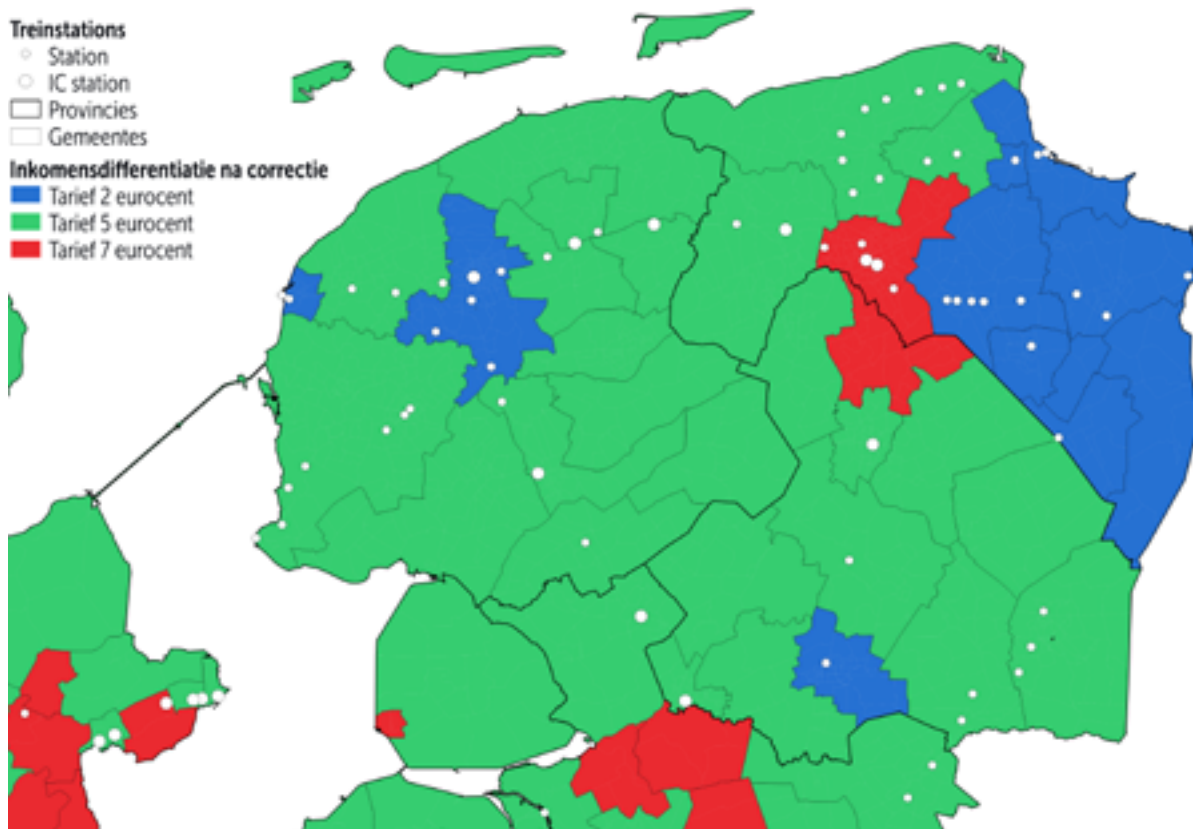 Treinstations
Station
IC station
Provincies
Gemeentes
Inkomensdifferentiatie na correctie
Tarief 2 eurocent
Tarief 5 eurocent
Tarief 7 eurocent